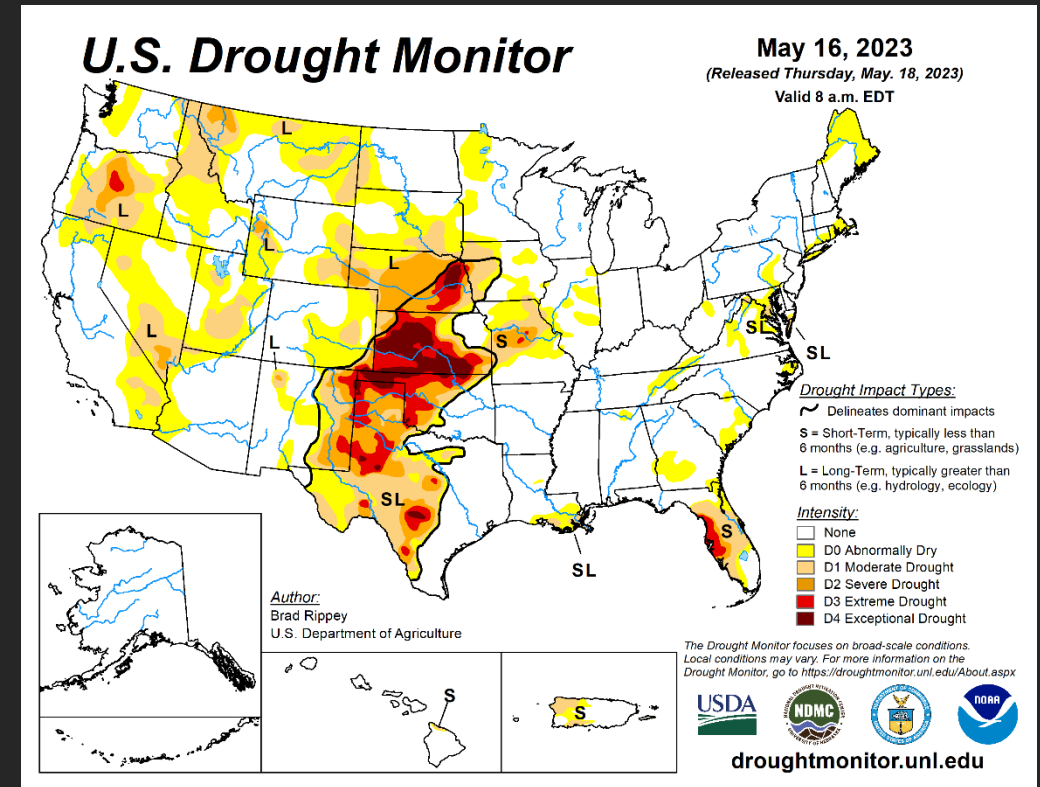 U.S. Drought Monitor
May 16, 2023
(Released Thursday, May. 18, 2023)
Valid 8 a.m. EDT
L
L
L
L
L
L
L
S
SL
SL
SL
S
SL
Drought Impact Types:
Delineates dominant impacts
S = Short-Term, typically less than
6 months (e.g. agriculture, grasslands)
L = Long-Term, typically greater than
6 months (e.g. hydrology, ecology)
Intensity:
None
D0 Abnormally Dry
D1 Moderate Drought
D2 Severe Drought
D3 Extreme Drought
D4 Exceptional Drought
Author:
Brad Rippey
U.S. Department of Agriculture
S
S
The Drought Monitor focuses on broad-scale conditions.
Local conditions may vary. For more information on the
Drought Monitor, go to https://droughtmonitor.unl.edu/About.aspx
USDA
NDMC
NOAA
droughtmonitor.unl.edu